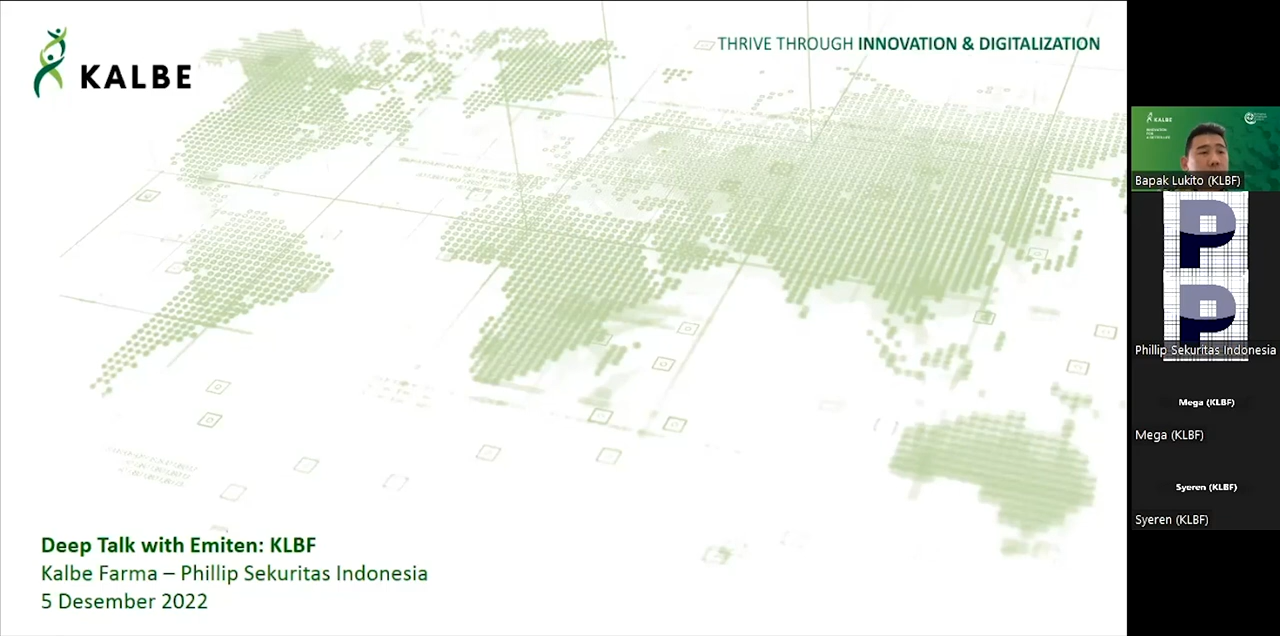 KALBE
THRIVE THROUGH INNOVATION & DIGITALIZATION
Deep Talk with Emiten: KLBF
Kalbe Farma – Phillip Sekuritas Indonesia
5 Desember 2022
KALBE
Bapak Lukito (KLBF)
P
P
Phillip Sekuritas Indonesia
Mega (KLBF)
Mega (KLBF)
Syeren (KLBF)
Syeren (KLBF)